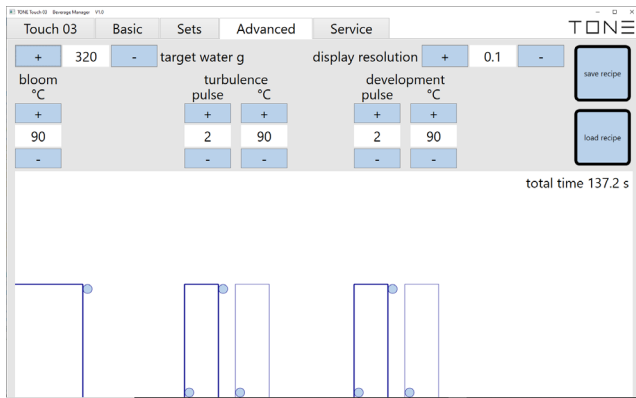 TONE Touch 03 Beverage Manager V1.0
Touch 03 Basic Sets Advanced Service TONE
+ 320 - target water g display resolution + 0.1 - save recipe
bloom turbulence development
°C pulse °C pulse °C
+ + + + +
90 2 90 2 90 load recipe
- - - - -
total time 137.2 s